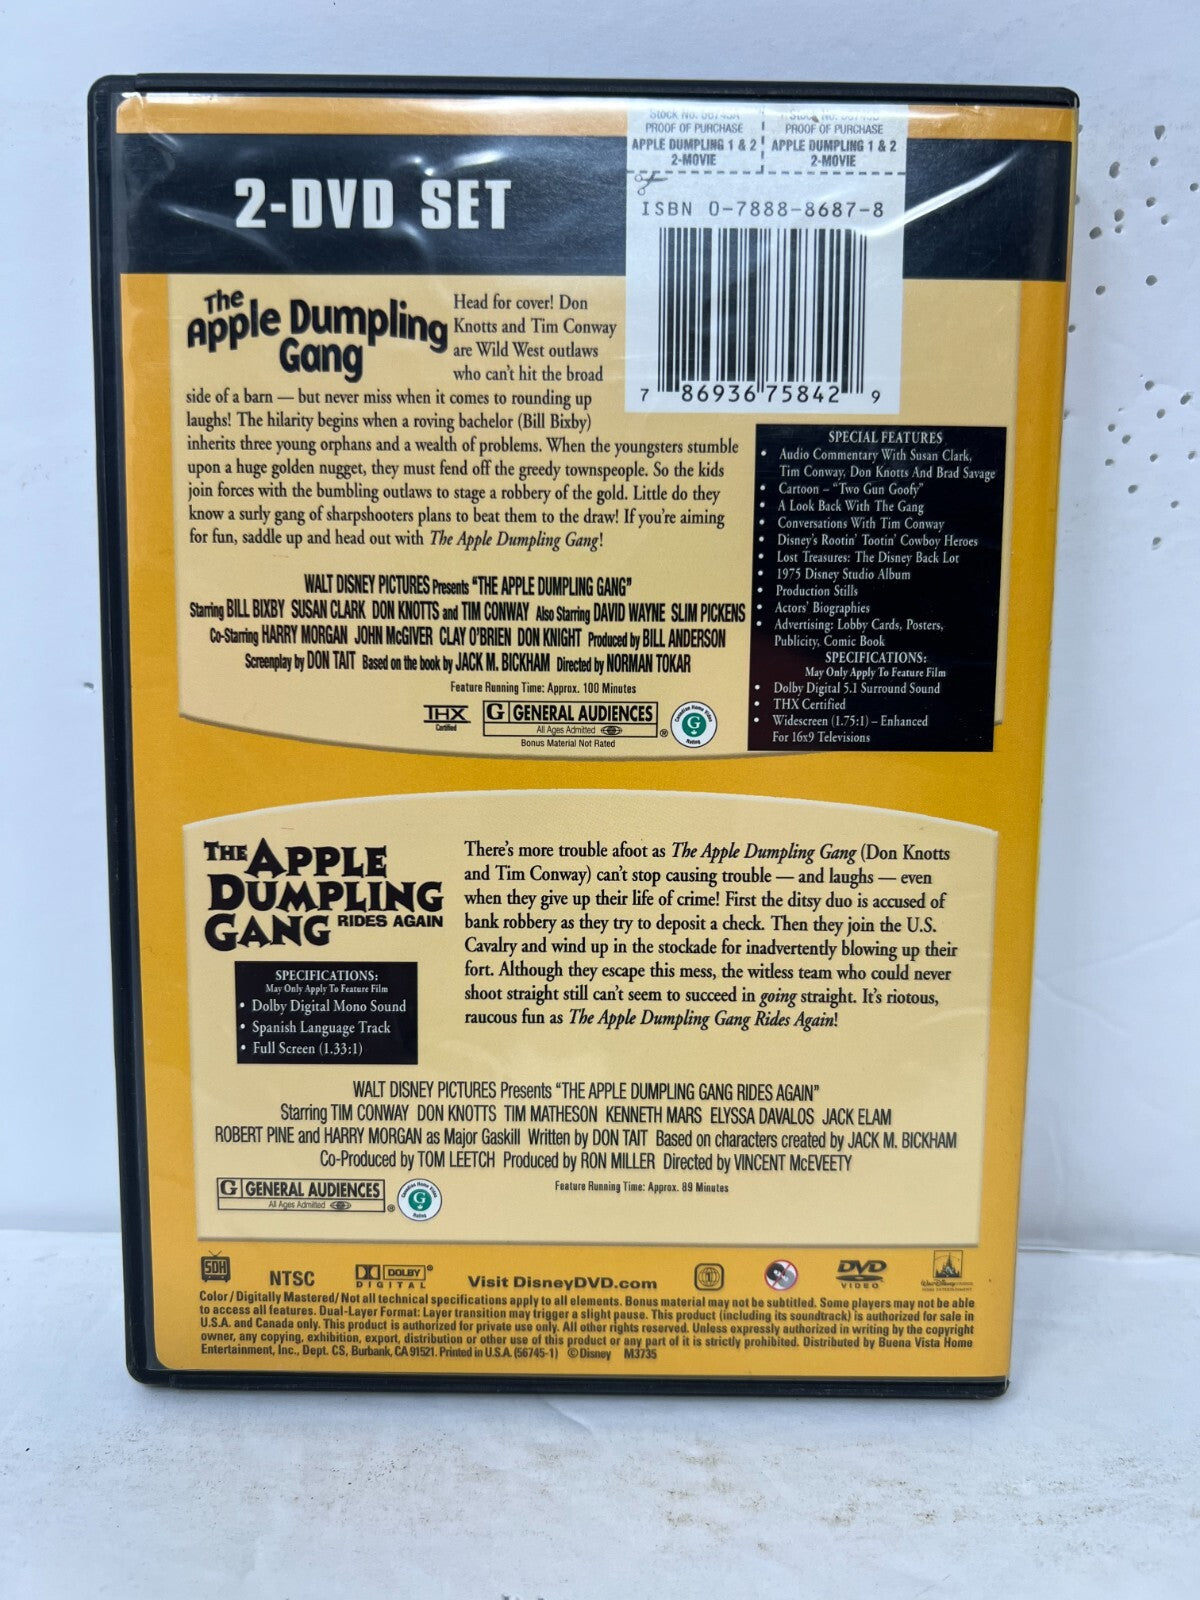 PROOF OF PURCHASE
APPLE DUMPLING 1 & 2
2-MOVIE
PROOF OF PURCHASE
APPLE DUMPLING 1 & 2
2-MOVIE
2-DVD SET
ISBN 0-7888-8687-8
7 86936 75842 9
The
Apple Dumpling
Gang
Head for cover! Don
Knotts and Tim Conway
are Wild West outlaws
who can't hit the broad
side of a barn — but never miss when it comes to rounding up
laughs! The hilarity begins when a roving bachelor (Bill Bixby)
inherits three young orphans and a wealth of problems. When the youngsters stumble
upon a huge golden nugget, they must fend off the greedy townspeople. So the kids
join forces with the bumbling outlaws to stage a robbery of the gold. Little do they
know a surly gang of sharpshooters plans to beat them to the draw! If you're aiming
for fun, saddle up and head out with The Apple Dumpling Gang!
WALT DISNEY PICTURES Presents "THE APPLE DUMPLING GANG"
Starring BILL BIXBY SUSAN CLARK DON KNOTTS and TIM CONWAY Also Starring DAVID WAYNE SLIM PICKENS
Co-Starring HARRY MORGAN JOHN McGIVER CLAY O'BRIEN DON KNIGHT Produced by BILL ANDERSON
Screenplay by DON TAIT Based on the book by JACK M. BICKHAM Directed by NORMAN TOKAR
Feature Running Time: Approx. 100 Minutes
THX
Certified
G GENERAL AUDIENCES
All Ages Admitted
®
Bonus Material Not Rated
Canadian Home Video
G
Rating
SPECIAL FEATURES
• Audio Commentary With Susan Clark,
Tim Conway, Don Knotts And Brad Savage
• Cartoon – "Two Gun Goofy"
• A Look Back With The Gang
• Conversations With Tim Conway
• Disney's Rootin' Tootin' Cowboy Heroes
• Lost Treasures: The Disney Back Lot
• 1975 Disney Studio Album
• Production Stills
• Actors' Biographies
• Advertising: Lobby Cards, Posters,
Publicity, Comic Book
SPECIFICATIONS:
May Only Apply To Feature Film
• Dolby Digital 5.1 Surround Sound
• THX Certified
• Widescreen (1.75:1) – Enhanced
For 16x9 Televisions
THE APPLE
DUMPLING
GANG RIDES AGAIN
SPECIFICATIONS:
May Only Apply To Feature Film
• Dolby Digital Mono Sound
• Spanish Language Track
• Full Screen (1.33:1)
There's more trouble afoot as The Apple Dumpling Gang (Don Knotts
and Tim Conway) can't stop causing trouble — and laughs — even
when they give up their life of crime! First the ditsy duo is accused of
bank robbery as they try to deposit a check. Then they join the U.S.
Cavalry and wind up in the stockade for inadvertently blowing up their
fort. Although they escape this mess, the witless team who could never
shoot straight still can't seem to succeed in going straight. It's riotous,
raucous fun as The Apple Dumpling Gang Rides Again!
WALT DISNEY PICTURES Presents "THE APPLE DUMPLING GANG RIDES AGAIN"
Starring TIM CONWAY DON KNOTTS TIM MATHESON KENNETH MARS ELYSSA DAVALOS JACK ELAM
ROBERT PINE and HARRY MORGAN as Major Gaskill Written by DON TAIT Based on characters created by JACK M. BICKHAM
Co-Produced by TOM LEETCH Produced by RON MILLER Directed by VINCENT McEVEETY
Feature Running Time: Approx. 89 Minutes
G GENERAL AUDIENCES
All Ages Admitted
®
Canadian Home Video
G
Rating
SDH
NTSC
DOLBY®
DIGITAL
Visit DisneyDVD.com
1
DVD
VIDEO
Walt Disney
HOME ENTERTAINMENT
Color/Digitally Mastered/Not all technical specifications apply to all elements. Bonus material may not be subtitled. Some players may not be able
to access all features. Dual-Layer Format: Layer transition may trigger a slight pause. This product (including its soundtrack) is authorized for sale in
U.S.A. and Canada only. This product is authorized for private use only. All other rights reserved. Unless expressly authorized in writing by the copyright
owner, any copying, exhibition, export, distribution or other use of this product or any part of it is strictly prohibited. Distributed by Buena Vista Home
Entertainment, Inc., Dept. CS, Burbank, CA 91521. Printed in U.S.A. (56745-1) ©Disney M3735